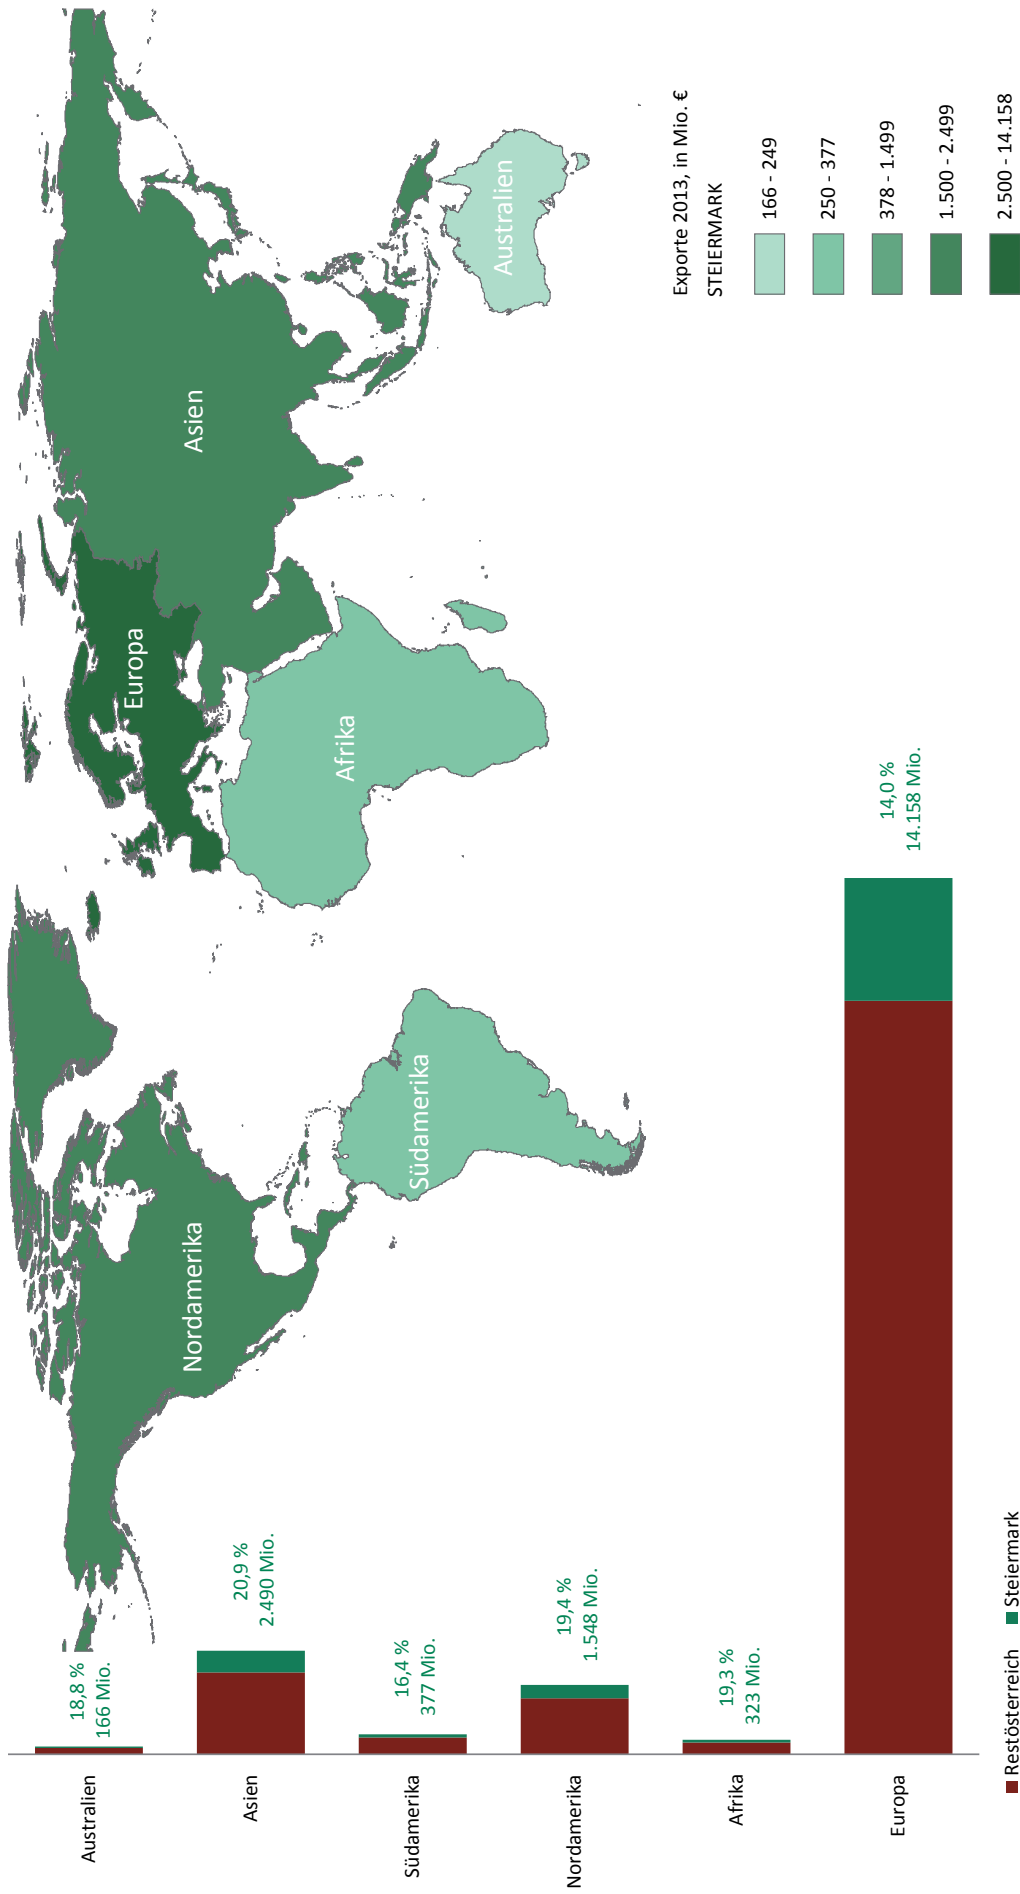 Nordamerika
Südamerika
Europa
Afrika
Asien
Australien
Exporte 2013, in Mio. €
STEIERMARK
166 - 249
250 - 377
378 - 1.499
1.500 - 2.499
2.500 - 14.158
Australien
18,8 %
166 Mio.
Asien
20,9 %
2.490 Mio.
Südamerika
16,4 %
377 Mio.
Nordamerika
19,4 %
1.548 Mio.
Afrika
19,3 %
323 Mio.
Europa
14,0 %
14.158 Mio.
Restösterreich
Steiermark